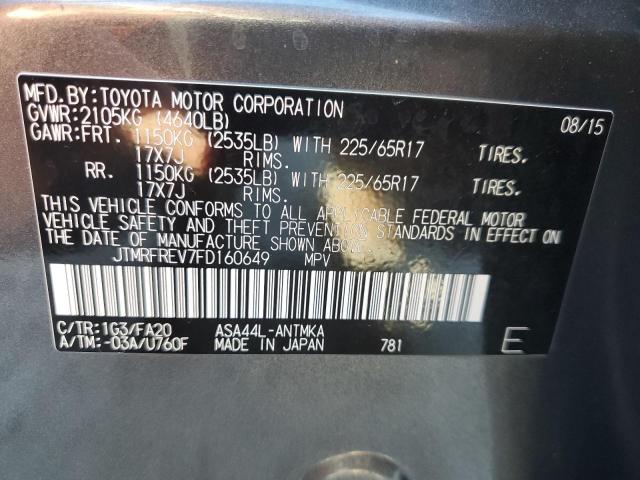 MFD.BY:TOYOTA MOTOR CORPORATION 08/15
GVWR:2105KG (4640LB)
GAWR:FRT. 1150KG (2535LB) WITH 225/65R17 TIRES.
17X7J RIMS.
RR. 1150KG (2535LB) WITH 225/65R17 TIRES.
17X7J RIMS.
THIS VEHICLE CONFORMS TO ALL APPLICABLE FEDERAL MOTOR
VEHICLE SAFETY AND THEFT PREVENTION STANDARDS IN EFFECT ON
THE DATE OF MANUFACTURE SHOWN ABOVE.
JTMRFREV7FD160649 MPV
C/TR:1G3/FA20 ASA44L-ANTMKA
A/TM:-03A/U760F MADE IN JAPAN 781 E